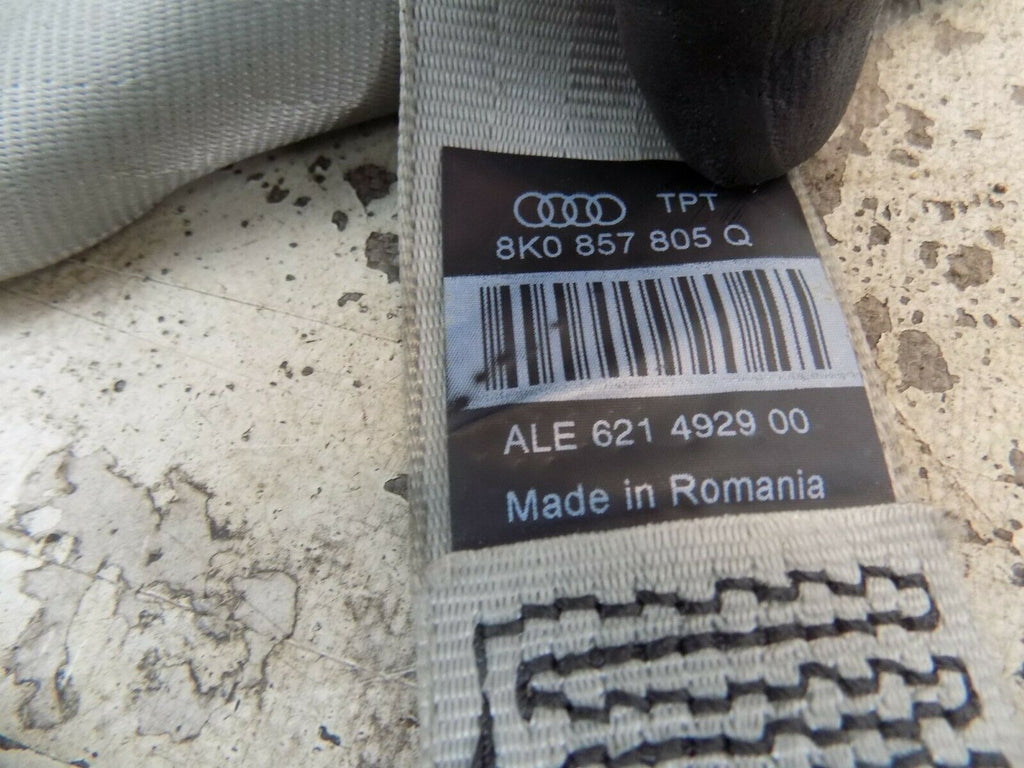 TPT
8K0 857 805 Q
ALE 621 4929 00
Made in Romania